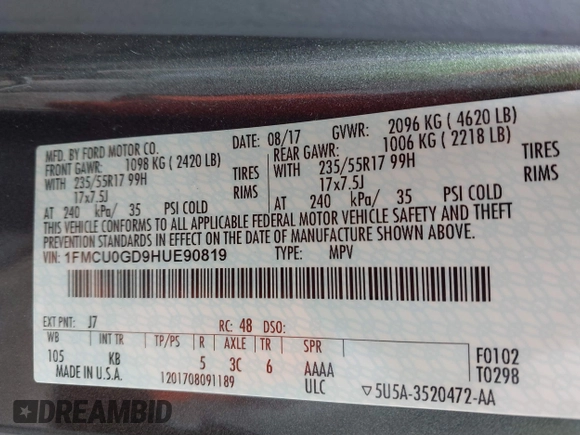 MFD. BY FORD MOTOR CO. DATE: 08/17 GVWR: 2096 KG ( 4620 LB)
FRONT GAWR: 1098 KG ( 2420 LB) REAR GAWR: 1006 KG ( 2218 LB)
WITH 235/55R17 99H TIRES WITH 235/55R17 99H TIRES
17x7.5J RIMS 17x7.5J RIMS
AT 240 kPa/ 35 PSI COLD AT 240 kPa/ 35 PSI COLD
THIS VEHICLE CONFORMS TO ALL APPLICABLE FEDERAL MOTOR VEHICLE SAFETY AND THEFT
PREVENTION STANDARDS IN EFFECT ON THE DATE OF MANUFACTURE SHOWN ABOVE.
VIN: 1FMCU0GD9HUE90819 TYPE: MPV
EXT PNT: J7 RC: 48 DSO:
WB INT TR TP/PS R AXLE TR SPR F0102
105 KB 5 3C 6 AAAA T0298
MADE IN U.S.A. 1201708091189 ULC ▽5U5A-3520472-AA
DREAMBID.COM